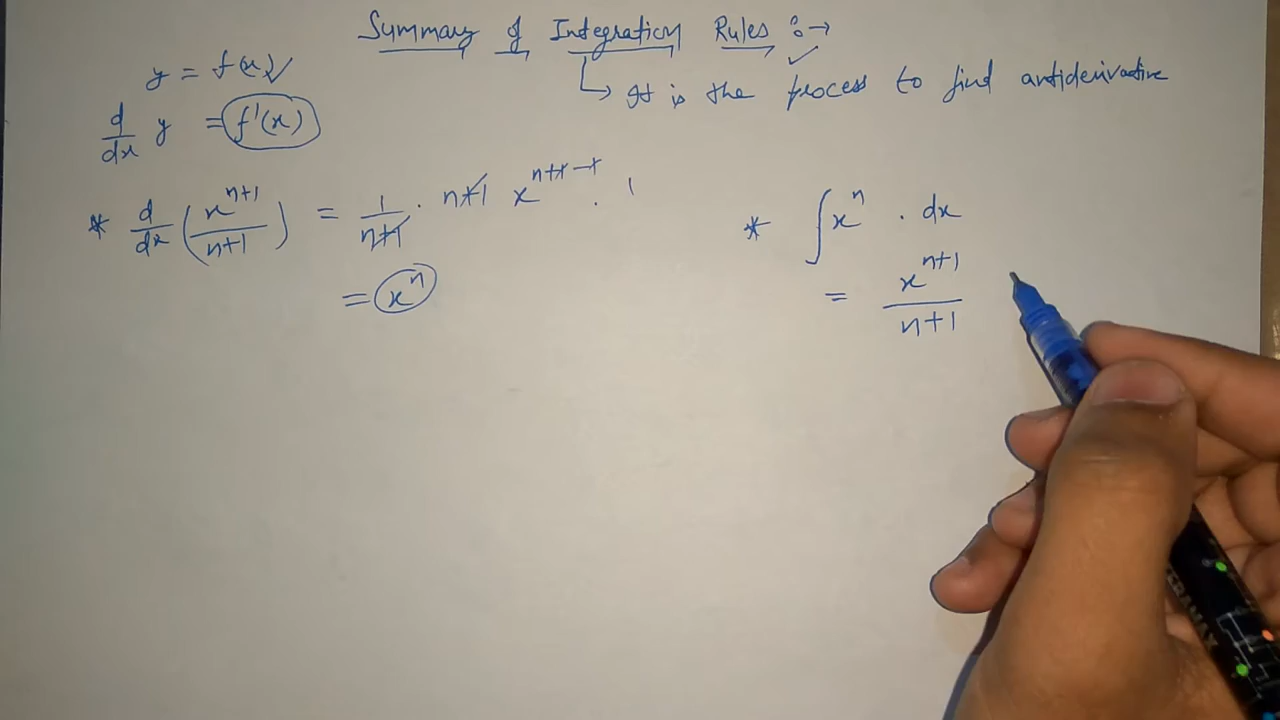 Summary of Integration Rules :→
↳ It is the process to find antiderivative
y = f(x) ✓
d/dx y = f'(x)
* d/dx (x^(n+1)/(n+1)) = 1/(n+1) · n+1 x^(n+1-1) · 1
= x^n
* ∫ x^n · dx
= x^(n+1)/(n+1)